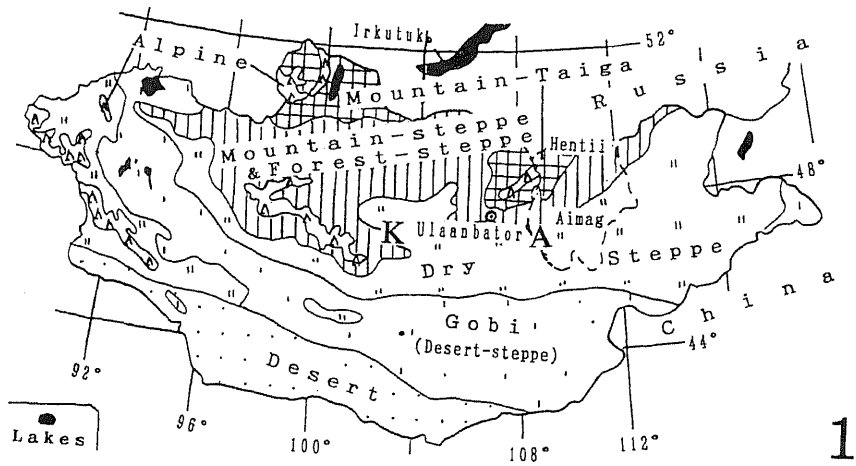 Irkutuk
52°
Alpine
Mountain-Taiga
Russia
Mountain-steppe
& Forest-steppe
Hentii
48°
K
Ulaanbator
A
Aimag
Dry
Steppe
China
Gobi
(Desert-steppe)
44°
Desert
92°
96°
100°
108°
112°
Lakes
1